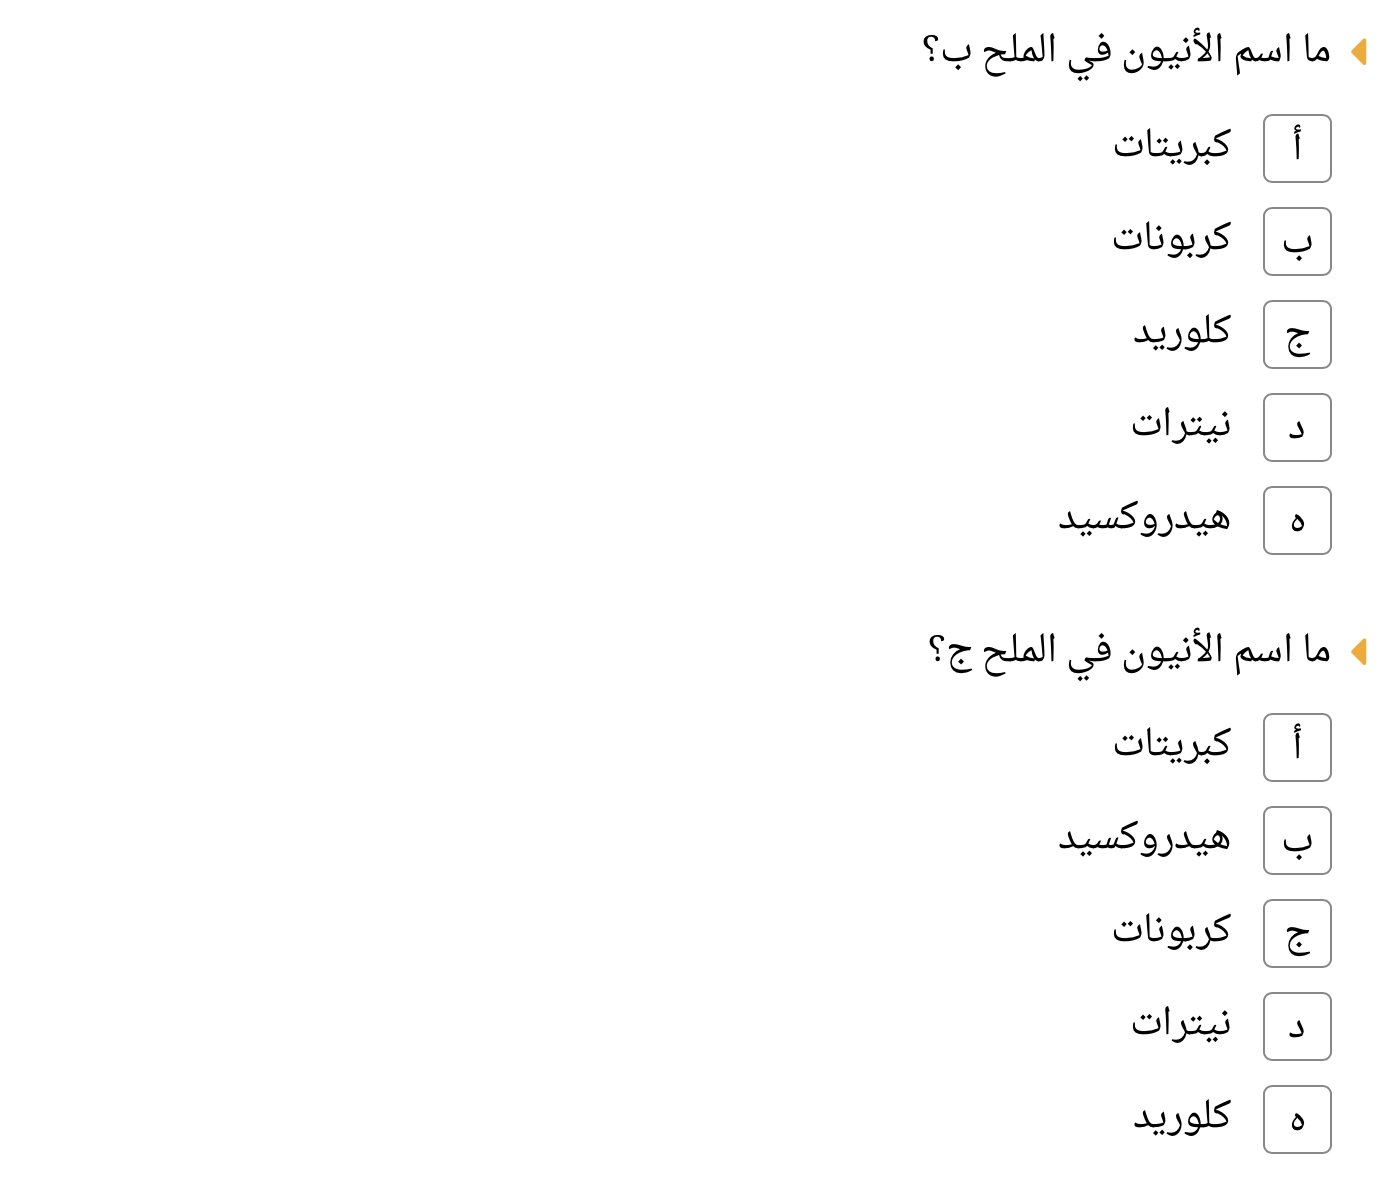 ما اسم الأنيون في الملح ب؟
أ كبريتات
ب كربونات
ج كلوريد
د نيترات
ه هيدروكسيد
ما اسم الأنيون في الملح ج؟
أ كبريتات
ب هيدروكسيد
ج كربونات
د نيترات
ه كلوريد